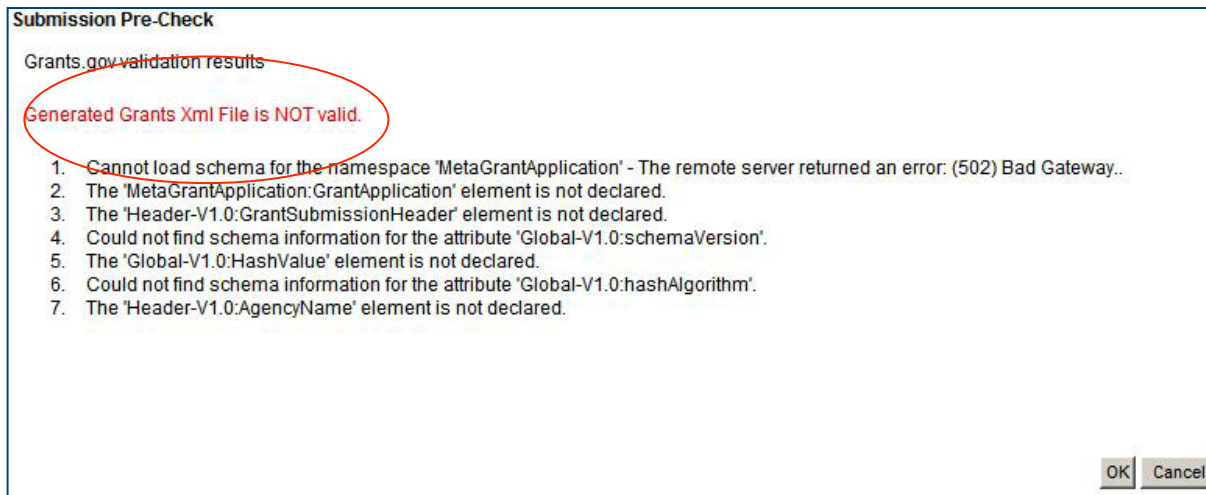 Submission Pre-Check
Grants.gov validation results
Generated Grants Xml File is NOT valid.
1. Cannot load schema for the namespace 'MetaGrantApplication' - The remote server returned an error: (502) Bad Gateway..
2. The 'MetaGrantApplication:GrantApplication' element is not declared.
3. The 'Header-V1.0:GrantSubmissionHeader' element is not declared.
4. Could not find schema information for the attribute 'Global-V1.0:schemaVersion'.
5. The 'Global-V1.0:HashValue' element is not declared.
6. Could not find schema information for the attribute 'Global-V1.0:hashAlgorithm'.
7. The 'Header-V1.0:AgencyName' element is not declared.
OK Cancel